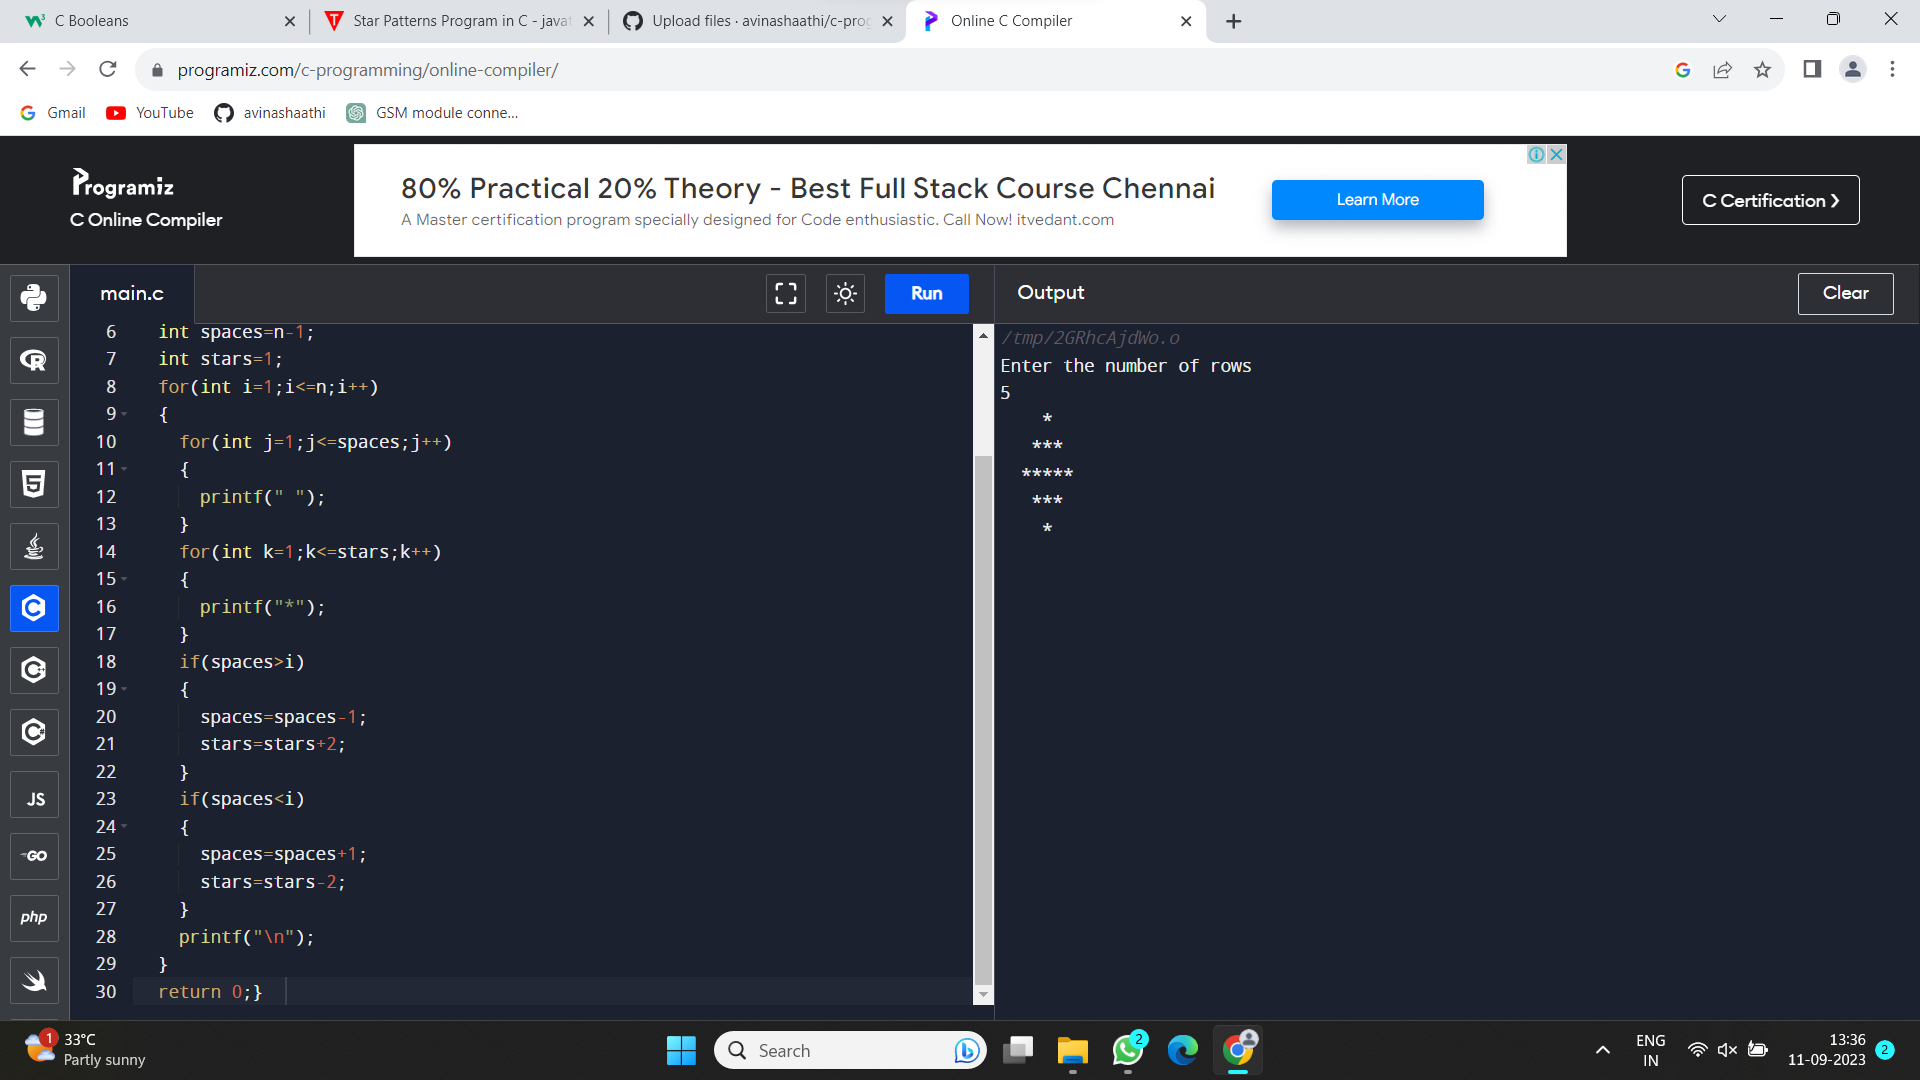 C Booleans
Star Patterns Program in C - javat
Upload files · avinashaathi/c-prog
Online C Compiler
programiz.com/c-programming/online-compiler/
Gmail
YouTube
avinashaathi
GSM module conne...
Programiz
C Online Compiler
80% Practical 20% Theory - Best Full Stack Course Chennai
A Master certification program specially designed for Code enthusiastic. Call Now! itvedant.com
Learn More
C Certification ❯
main.c
Run
Output
Clear
6 int spaces=n-1;
7 int stars=1;
8 for(int i=1;i<=n;i++)
9 {
10 for(int j=1;j<=spaces;j++)
11 {
12 printf(" ");
13 }
14 for(int k=1;k<=stars;k++)
15 {
16 printf("*");
17 }
18 if(spaces>i)
19 {
20 spaces=spaces-1;
21 stars=stars+2;
22 }
23 if(spaces<i)
24 {
25 spaces=spaces+1;
26 stars=stars-2;
27 }
28 printf("\n");
29 }
30 return 0;}
/tmp/2GRhcAjdWo.o
Enter the number of rows
5
    *
   ***
  *****
   ***
    *
JS
GO
php
1
33°C
Partly sunny
Search
2
ENG
IN
13:36
11-09-2023
2